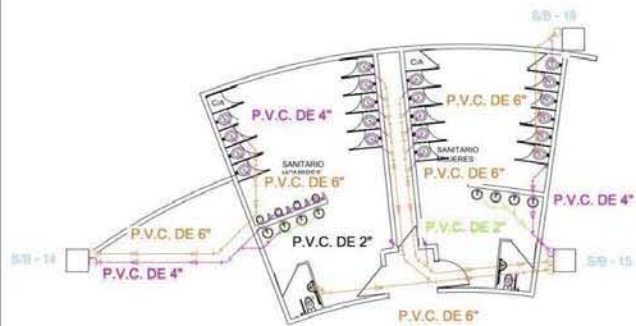 S/B - 16
C/A
C/A
P.V.C. DE 6"
P.V.C. DE 4"
SANITARIO
MUJERES
SANITARIO
HOMBRES
P.V.C. DE 6"
P.V.C. DE 6"
P.V.C. DE 4"
P.V.C. DE 6"
P.V.C. DE 2"
P.V.C. DE 2"
S/B - 14
P.V.C. DE 4"
S/B - 15
P.V.C. DE 6"